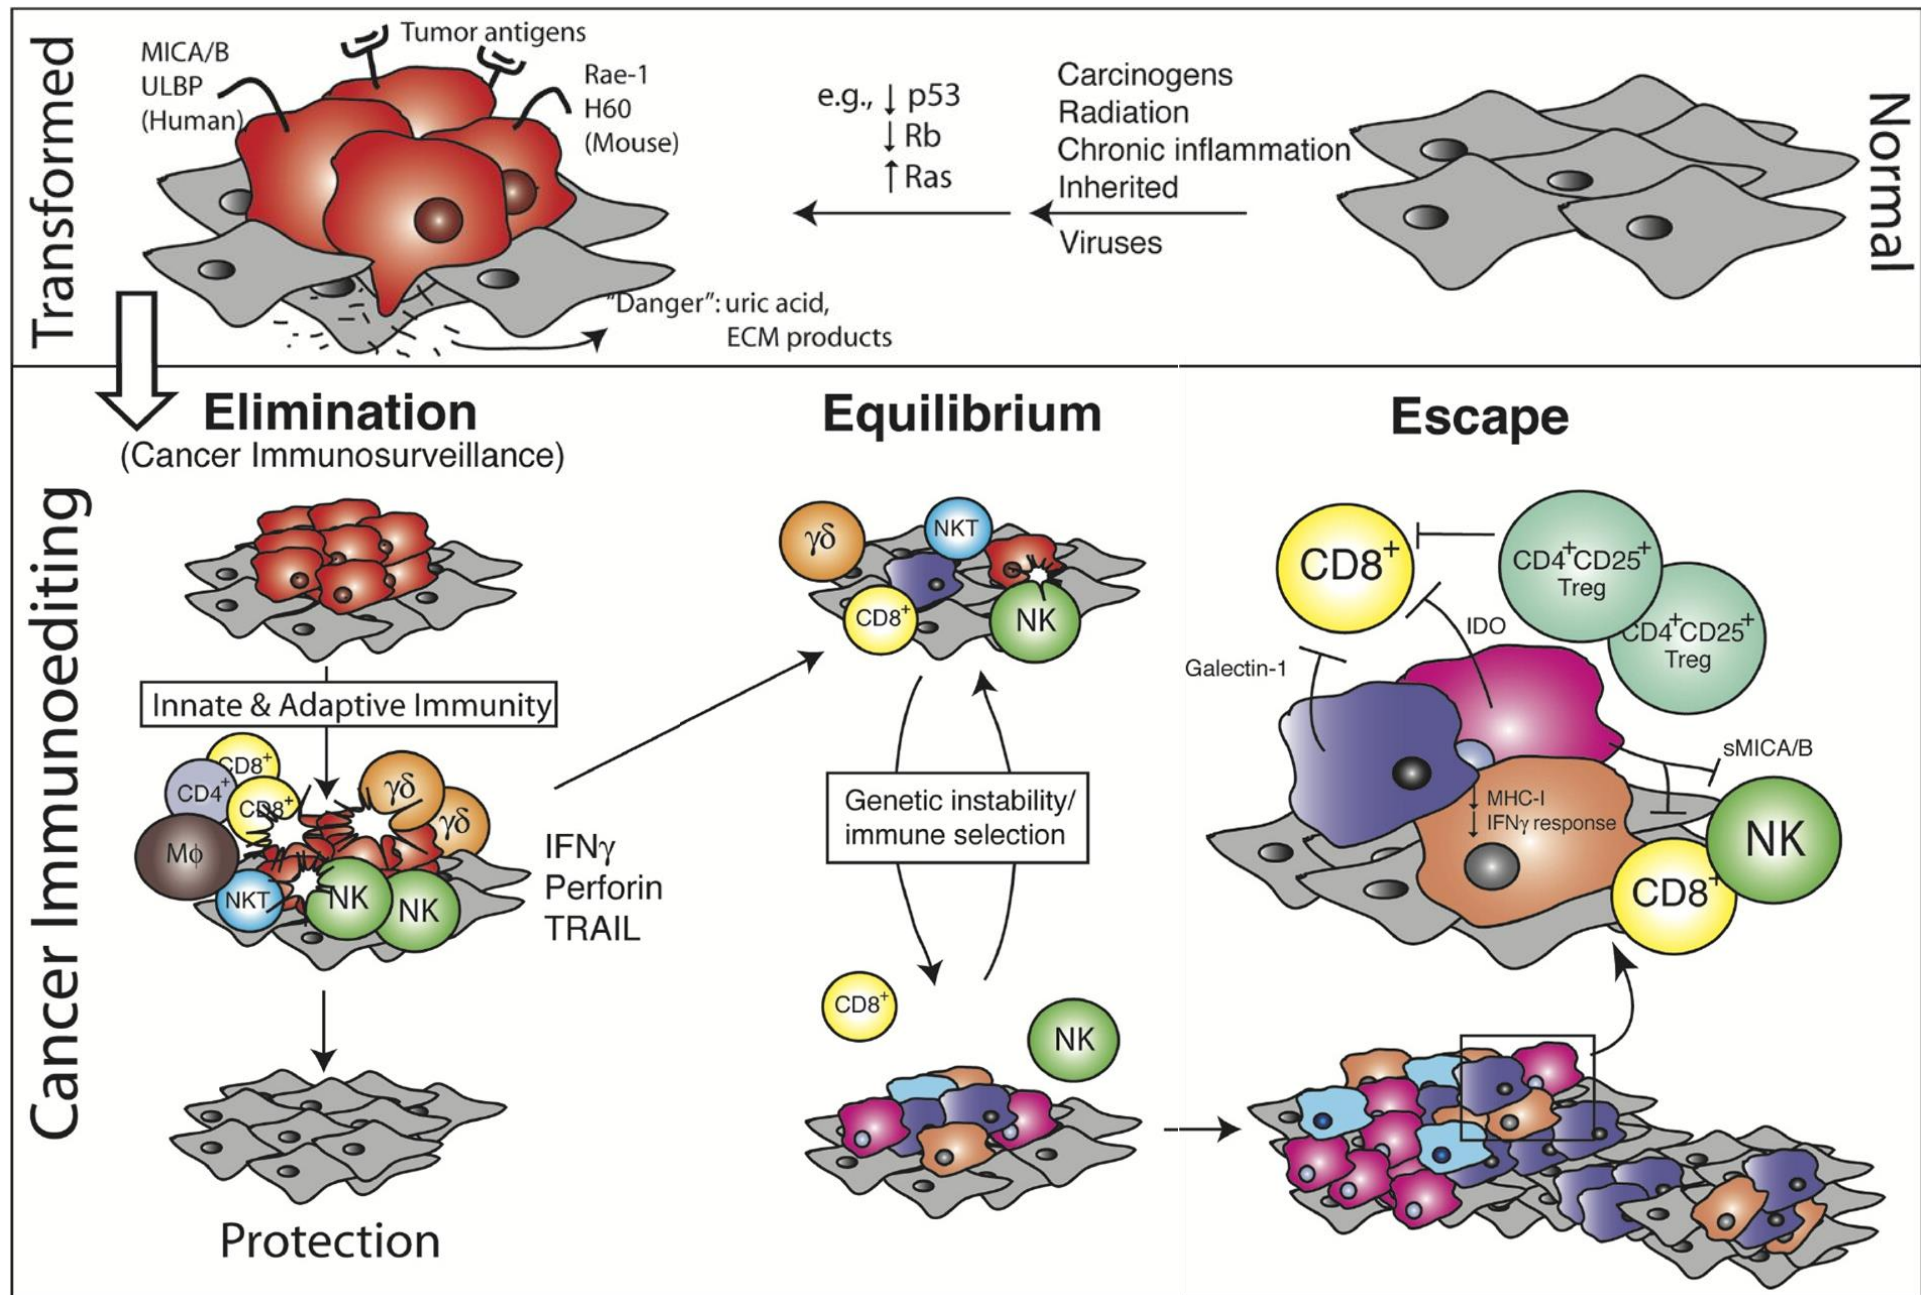 Transformed
MICA/B
ULBP
(Human)
Tumor antigens
Rae-1
H60
(Mouse)
"Danger": uric acid,
ECM products
e.g., ↓ p53
↓ Rb
↑ Ras
Carcinogens
Radiation
Chronic inflammation
Inherited
Viruses
Normal
Cancer Immunoediting
Elimination
(Cancer Immunosurveillance)
Innate & Adaptive Immunity
CD8+
CD4+
CD8+
Mϕ
NKT
NK
NK
γδ
γδ
IFNγ
Perforin
TRAIL
Protection
Equilibrium
γδ
NKT
CD8+
NK
Genetic instability/
immune selection
CD8+
NK
Escape
CD8+
CD4+CD25+
Treg
CD4+CD25+
Treg
IDO
Galectin-1
sMICA/B
↓ MHC-I
↓ IFNγ response
NK
CD8+